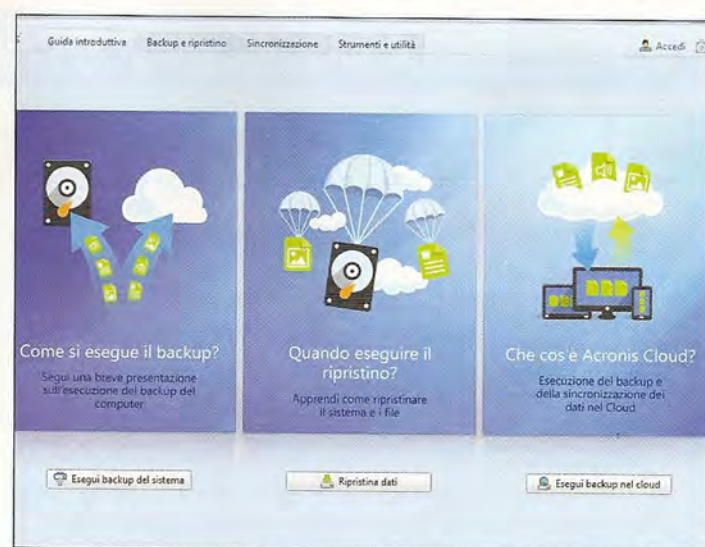 Guida introduttiva
Backup e ripristino
Sincronizzazione
Strumenti e utilità
Accedi
Come si esegue il backup?
Segui una breve presentazione
sull'esecuzione del backup del
computer
Esegui backup del sistema
Quando eseguire il
ripristino?
Apprendi come ripristinare
il sistema e i file
Ripristina dati
Che cos'è Acronis Cloud?
Esecuzione del backup e
della sincronizzazione dei
dati nel Cloud
Esegui backup nel cloud